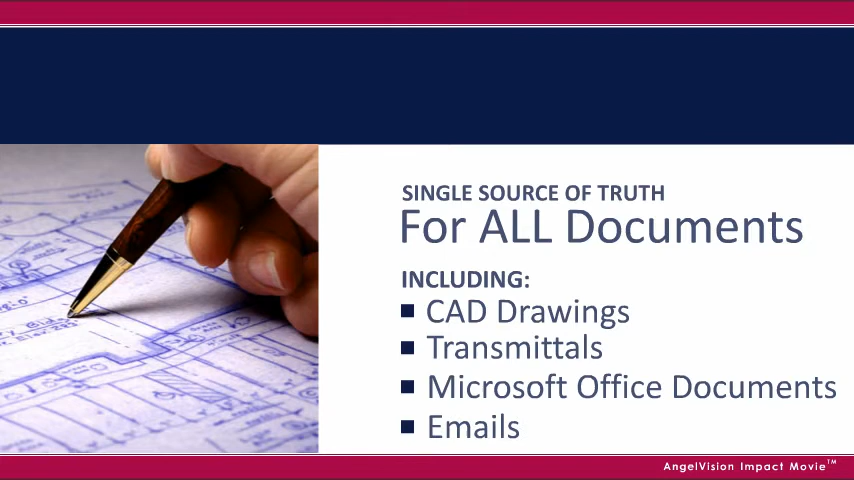 SINGLE SOURCE OF TRUTH
For ALL Documents
INCLUDING:
■ CAD Drawings
■ Transmittals
■ Microsoft Office Documents
■ Emails
AngelVision Impact Movie™